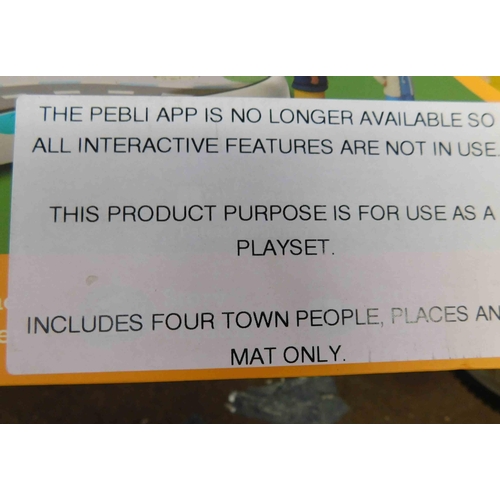 THE PEBLI APP IS NO LONGER AVAILABLE SO
ALL INTERACTIVE FEATURES ARE NOT IN USE.
THIS PRODUCT PURPOSE IS FOR USE AS A
PLAYSET.
INCLUDES FOUR TOWN PEOPLE, PLACES AN
MAT ONLY.